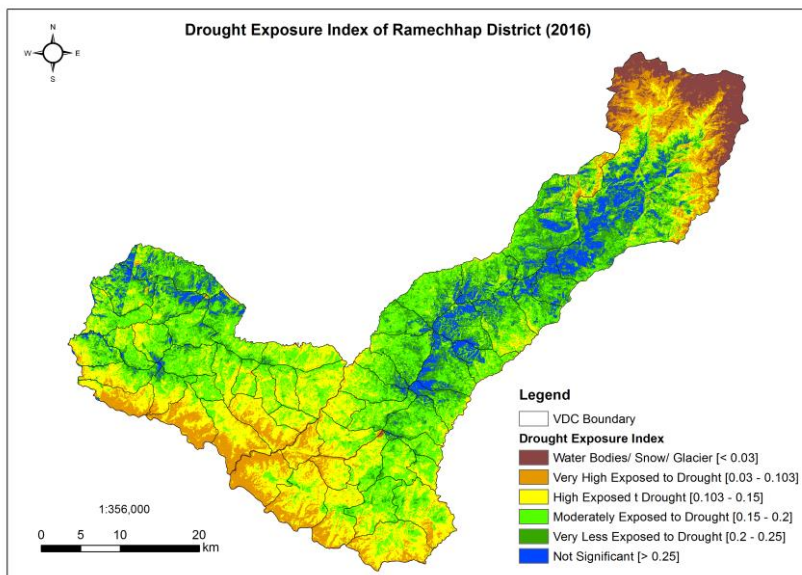 Drought Exposure Index of Ramechhap District (2016)
N
W E
S
Legend
VDC Boundary
Drought Exposure Index
Water Bodies/ Snow/ Glacier [< 0.03]
Very High Exposed to Drought [0.03 - 0.103]
High Exposed t Drought [0.103 - 0.15]
Moderately Exposed to Drought [0.15 - 0.2]
Very Less Exposed to Drought [0.2 - 0.25]
Not Significant [> 0.25]
1:356,000
0 5 10 20
km